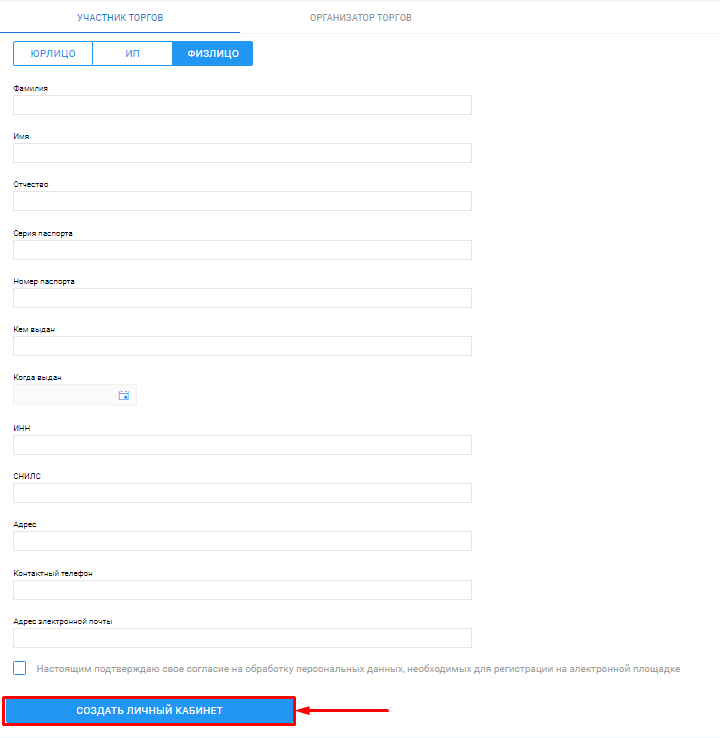 УЧАСТНИК ТОРГОВ ОРГАНИЗАТОР ТОРГОВ
ЮРЛИЦО ИП ФИЗЛИЦО
Фамилия
Имя
Отчество
Серия паспорта
Номер паспорта
Кем выдан
Когда выдан
ИНН
СНИЛС
Адрес
Контактный телефон
Адрес электронной почты
Настоящим подтверждаю свое согласие на обработку персональных данных, необходимых для регистрации на электронной площадке
СОЗДАТЬ ЛИЧНЫЙ КАБИНЕТ